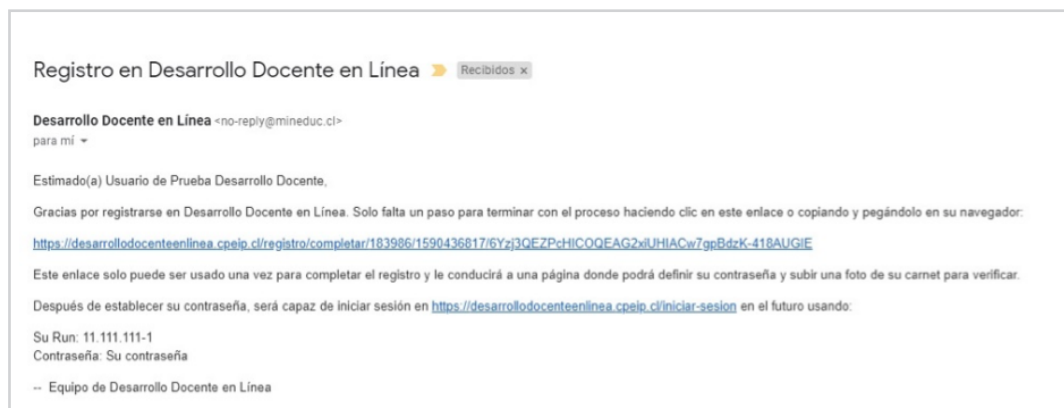 Registro en Desarrollo Docente en Línea Recibidos x
Desarrollo Docente en Línea <no-reply@mineduc.cl>
para mí
Estimado(a) Usuario de Prueba Desarrollo Docente,
Gracias por registrarse en Desarrollo Docente en Línea. Solo falta un paso para terminar con el proceso haciendo clic en este enlace o copiando y pegándolo en su navegador:
https://desarrollodocenteenlinea.cpeip.cl/registro/completar/183986/1590436817/6Yzj3QEZPcHICOQEAG2xiUHIACw7gpBdzK-418AUGIE
Este enlace solo puede ser usado una vez para completar el registro y le conducirá a una página donde podrá definir su contraseña y subir una foto de su carnet para verificar.
Después de establecer su contraseña, será capaz de iniciar sesión en https://desarrollodocenteenlinea.cpeip.cl/iniciar-sesion en el futuro usando:
Su Run: 11.111.111-1
Contraseña: Su contraseña
-- Equipo de Desarrollo Docente en Línea